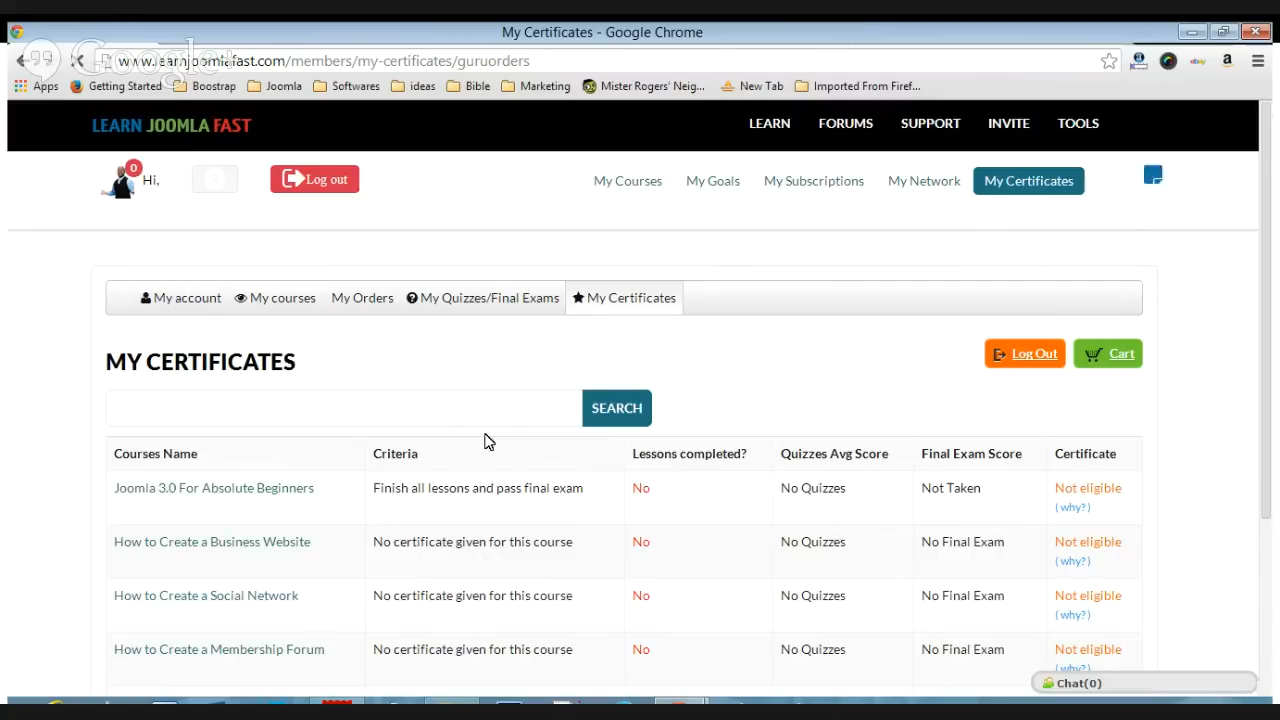 My Certificates - Google Chrome
Google+
www.learnjoomlafast.com/members/my-certificates/guruorders
Apps Getting Started Boostrap Joomla Softwares ideas Bible Marketing Mister Rogers' Neig... New Tab Imported From Firef...
LEARN JOOMLA FAST LEARN FORUMS SUPPORT INVITE TOOLS
0
Hi, Log out My Courses My Goals My Subscriptions My Network My Certificates
My account My courses My Orders My Quizzes/Final Exams My Certificates
MY CERTIFICATES Log Out Cart
SEARCH
Courses Name Criteria Lessons completed? Quizzes Avg Score Final Exam Score Certificate
Joomla 3.0 For Absolute Beginners Finish all lessons and pass final exam No No Quizzes Not Taken Not eligible
(why?)
How to Create a Business Website No certificate given for this course No No Quizzes No Final Exam Not eligible
(why?)
How to Create a Social Network No certificate given for this course No No Quizzes No Final Exam Not eligible
(why?)
How to Create a Membership Forum No certificate given for this course No No Quizzes No Final Exam Not eligible
(why?)
Chat(0)